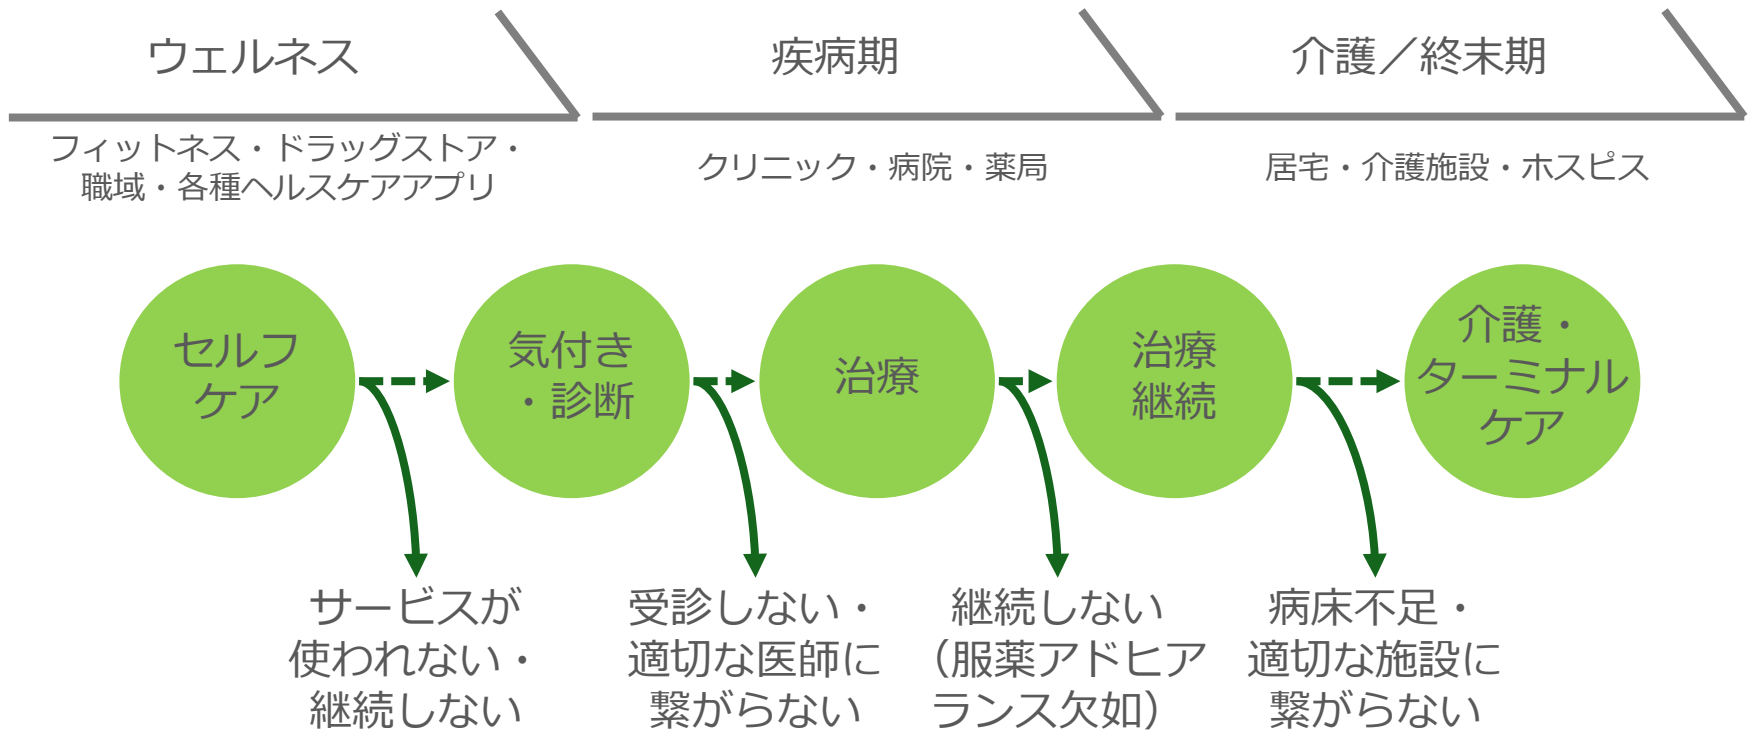 ウェルネス
疾病期
介護／終末期
フィットネス・ドラッグストア・
職域・各種ヘルスケアアプリ
クリニック・病院・薬局
居宅・介護施設・ホスピス
セルフ
ケア
気付き
・診断
治療
治療
継続
介護・
ターミナル
ケア
サービスが
使われない・
継続しない
受診しない・
適切な医師に
繋がらない
継続しない
（服薬アドヒア
ランス欠如）
病床不足・
適切な施設に
繋がらない